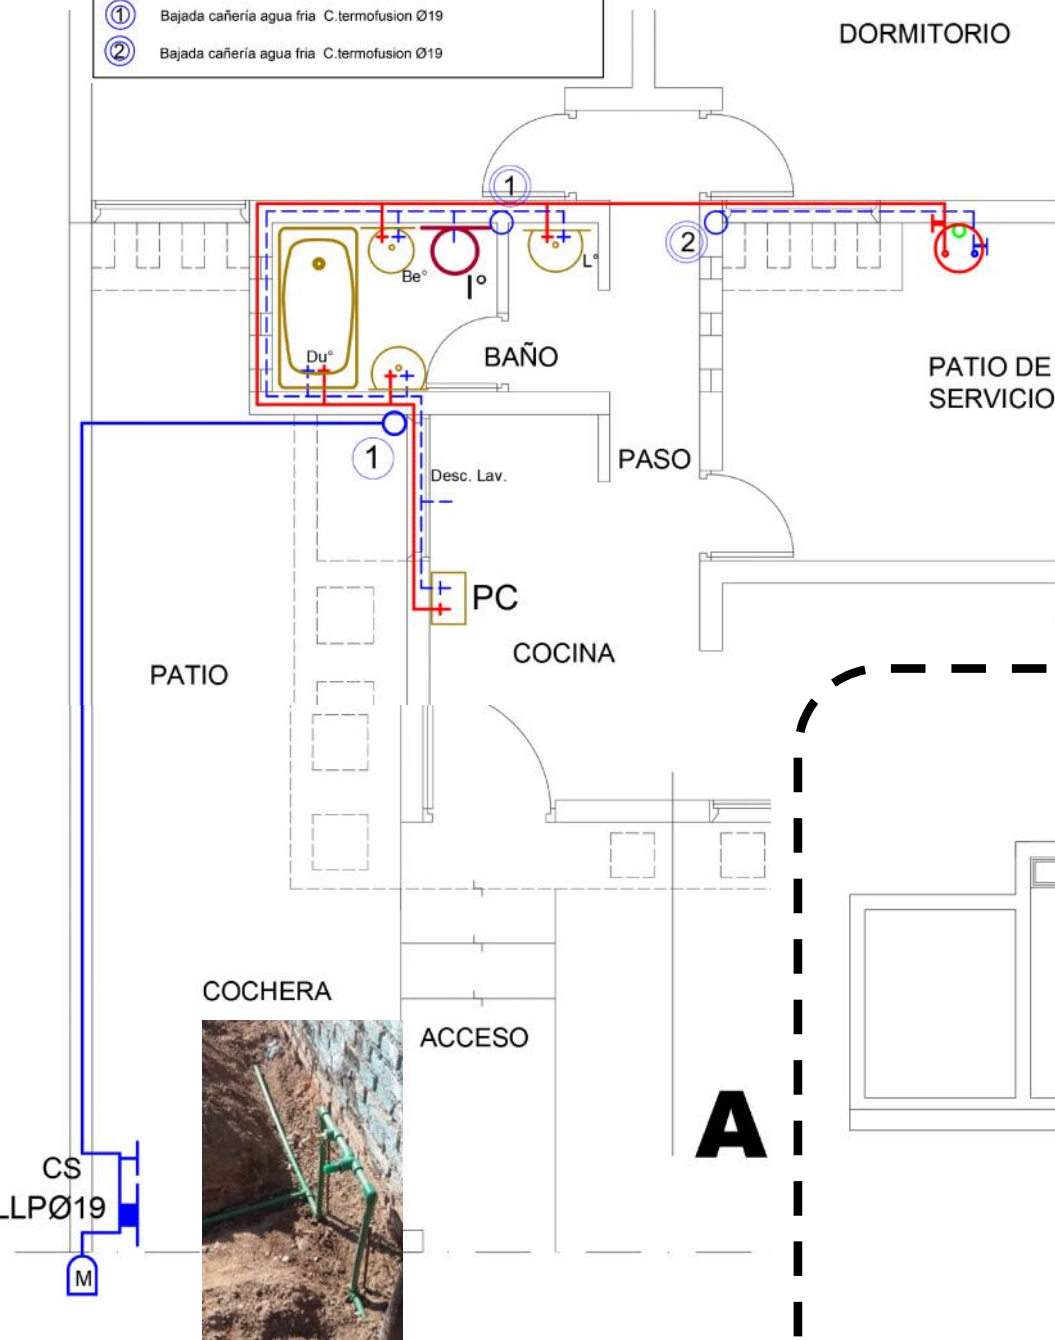 1 Bajada cañería agua fria C.termofusion Ø19
2 Bajada cañería agua fria C.termofusion Ø19
DORMITORIO
1
2
Be°
I°
L°
Du°
BAÑO
PATIO DE
SERVICIO
1
PASO
Desc. Lav.
PC
COCINA
PATIO
COCHERA
ACCESO
A
CS
LLPØ19
M